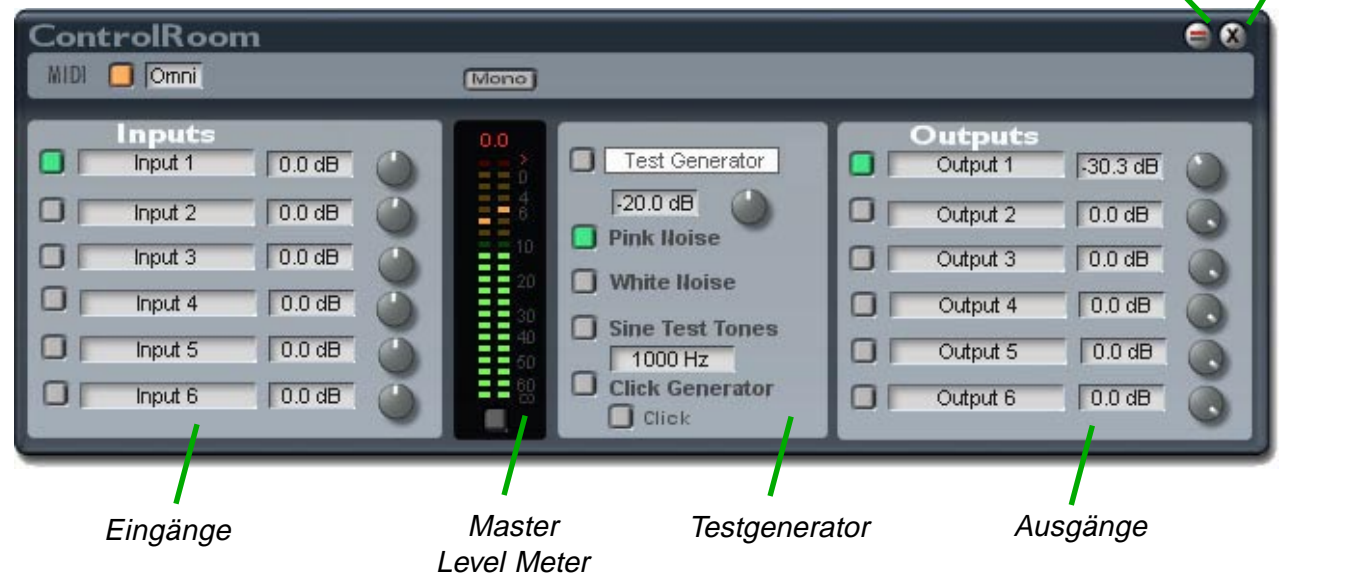 X
ControlRoom
MIDI Omni Mono
Inputs
Input 1 0.0 dB
Input 2 0.0 dB
Input 3 0.0 dB
Input 4 0.0 dB
Input 5 0.0 dB
Input 6 0.0 dB
0.0
>
0
4
6
10
20
30
40
50
60
∞
Test Generator
-20.0 dB
Pink Noise
White Noise
Sine Test Tones
1000 Hz
Click Generator
Click
Outputs
Output 1 -30.3 dB
Output 2 0.0 dB
Output 3 0.0 dB
Output 4 0.0 dB
Output 5 0.0 dB
Output 6 0.0 dB
Eingänge
Master
Level Meter
Testgenerator
Ausgänge